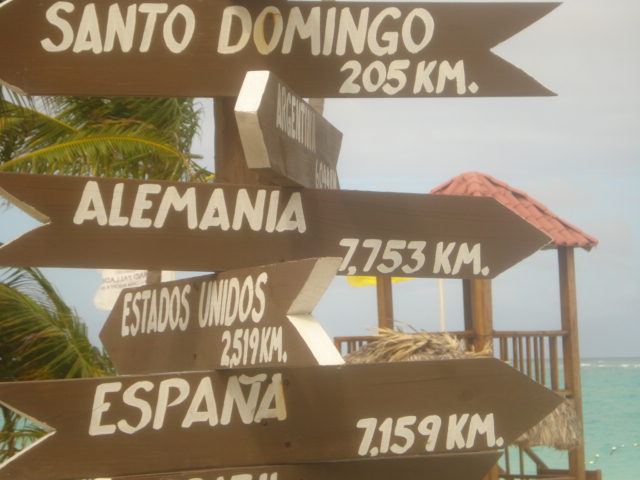 SANTO DOMINGO
205 KM.
ARGENTINA
ALEMANIA
7,753 KM.
ESTADOS UNIDOS
2,519 KM.
ESPAÑA
7,159 KM.